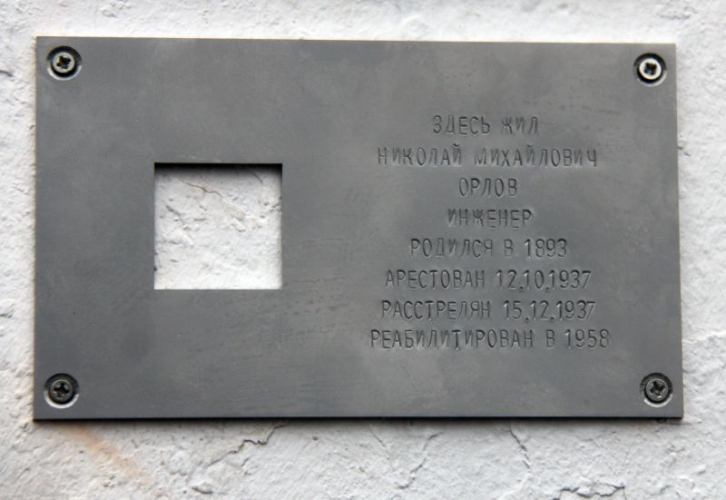 ЗДЕСЬ ЖИЛ
НИКОЛАЙ МИХАЙЛОВИЧ
ОРЛОВ
ИНЖЕНЕР
РОДИЛСЯ В 1893
АРЕСТОВАН 12.10.1937
РАССТРЕЛЯН 15.12.1937
РЕАБИЛИТИРОВАН В 1958